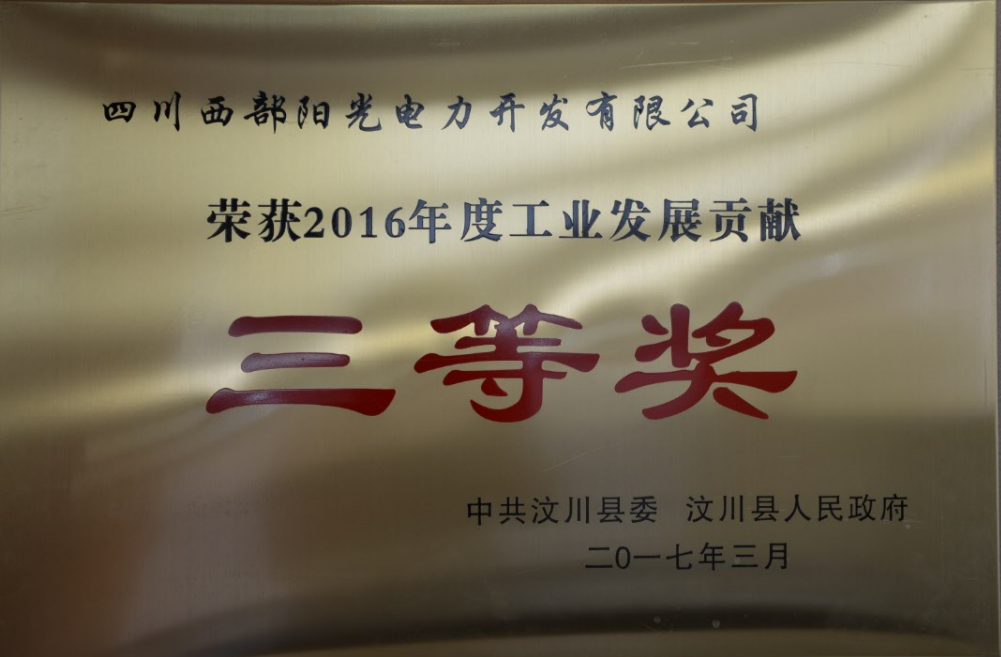 四川西部阳光电力开发有限公司
荣获2016年度工业发展贡献
三等奖
中共汶川县委 汶川县人民政府
二〇一七年三月